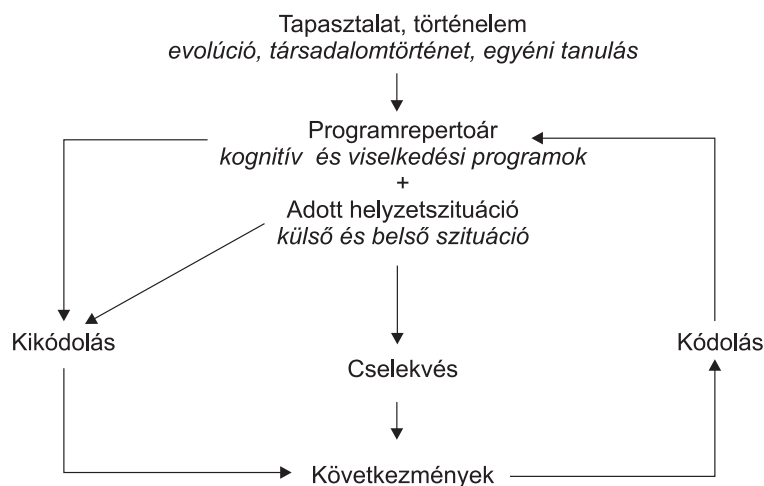 Tapasztalat, történelem
evolúció, társadalomtörténet, egyéni tanulás
Programrepertoár
kognitív és viselkedési programok
+
Adott helyzetszituáció
külső és belső szituáció
Kikódolás
Kódolás
Cselekvés
Következmények